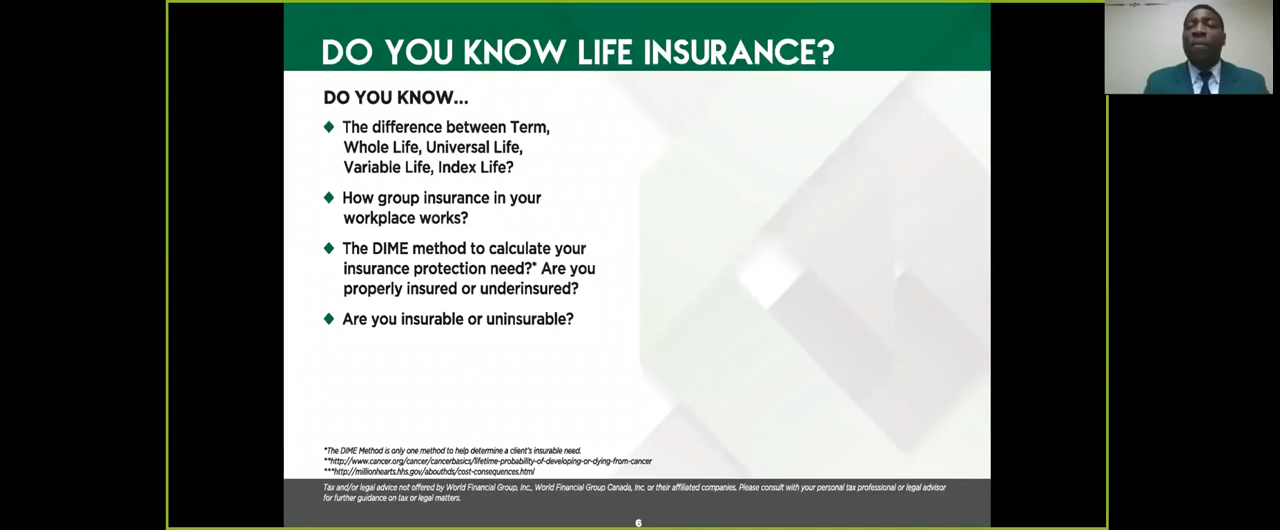 DO YOU KNOW LIFE INSURANCE?
DO YOU KNOW...
The difference between Term,
Whole Life, Universal Life,
Variable Life, Index Life?
How group insurance in your
workplace works?
The DIME method to calculate your
insurance protection need?* Are you
properly insured or underinsured?
Are you insurable or uninsurable?
*The DIME Method is only one method to help determine a client's insurable need.
**http://www.cancer.org/cancer/cancerbasics/lifetime-probability-of-developing-or-dying-from-cancer
***http://millionhearts.hhs.gov/abouthds/cost-consequences.html
Tax and/or legal advice not offered by World Financial Group, Inc., World Financial Group Canada, Inc. or their affiliated companies. Please consult with your personal tax professional or legal advisor
for further guidance on tax or legal matters.
6